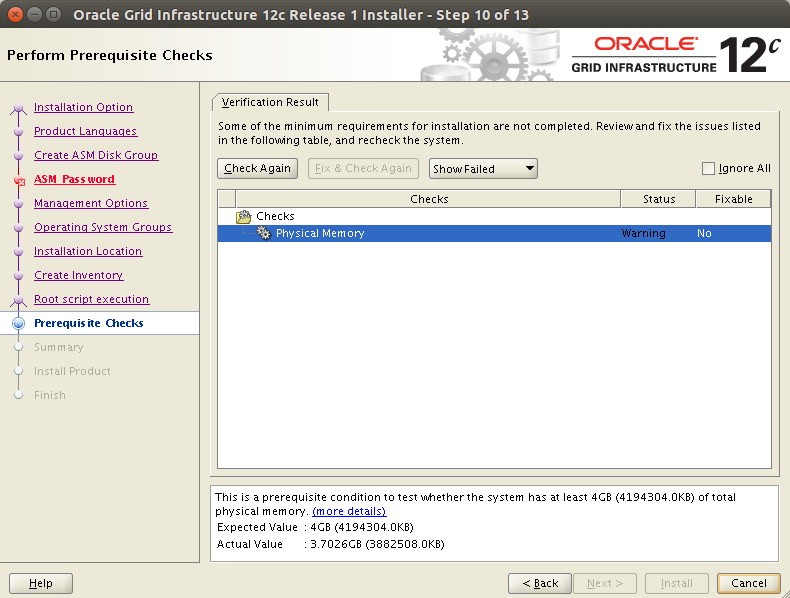 Oracle Grid Infrastructure 12c Release 1 Installer - Step 10 of 13
Perform Prerequisite Checks
ORACLE
GRID INFRASTRUCTURE 12c
Installation Option
Product Languages
Create ASM Disk Group
ASM Password
Management Options
Operating System Groups
Installation Location
Create Inventory
Root script execution
Prerequisite Checks
Summary
Install Product
Finish
Verification Result
Some of the minimum requirements for installation are not completed. Review and fix the issues listed
in the following table, and recheck the system.
Check Again Fix & Check Again Show Failed Ignore All
Checks Status Fixable
Checks
Physical Memory Warning No
This is a prerequisite condition to test whether the system has at least 4GB (4194304.0KB) of total
physical memory. (more details)
Expected Value : 4GB (4194304.0KB)
Actual Value : 3.7026GB (3882508.0KB)
Help < Back Next > Install Cancel